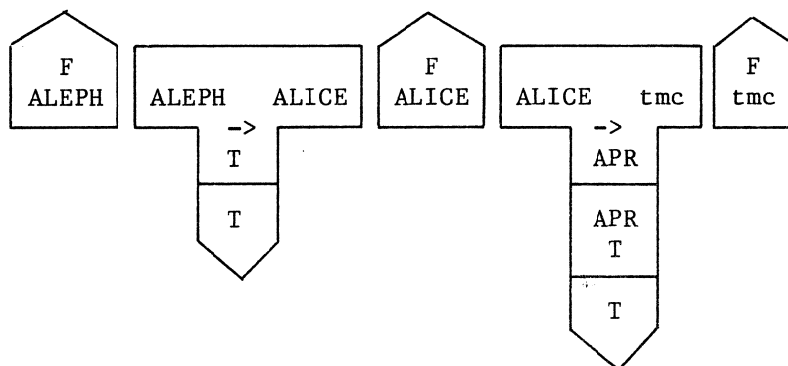 F
ALEPH
ALEPH ALICE
->
T
T
F
ALICE
ALICE tmc
->
APR
APR
T
T
F
tmc